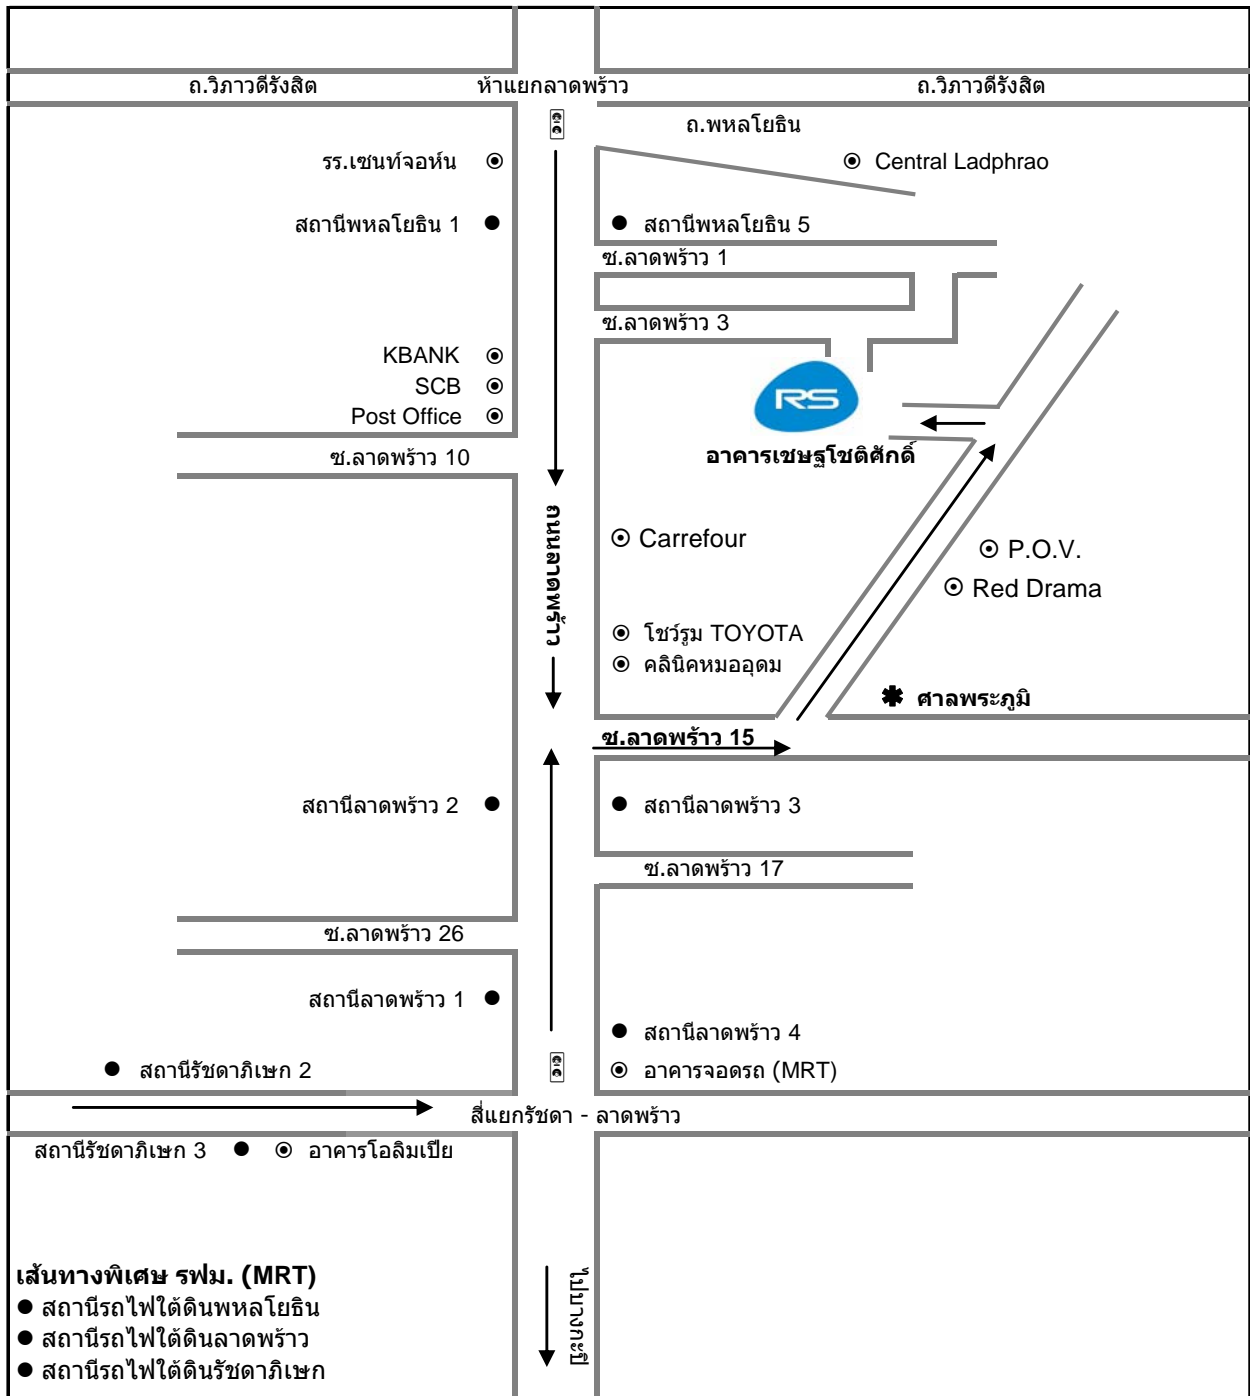 ถ.วิภาวดีรังสิต ห้าแยกลาดพร้าว ถ.วิภาวดีรังสิต
ถ.พหลโยธิน
รร.เซนท์จอห์น
Central Ladphrao
สถานีพหลโยธิน 1
สถานีพหลโยธิน 5
ซ.ลาดพร้าว 1
ซ.ลาดพร้าว 3
KBANK
SCB
Post Office
RS
อาคารเชษฐโชติศักดิ์
ซ.ลาดพร้าว 10
ถนนลาดพร้าว
Carrefour
P.O.V.
Red Drama
โชว์รูม TOYOTA
คลินิคหมออุดม
ศาลพระภูมิ
ซ.ลาดพร้าว 15
สถานีลาดพร้าว 2
สถานีลาดพร้าว 3
ซ.ลาดพร้าว 17
ซ.ลาดพร้าว 26
สถานีลาดพร้าว 1
สถานีลาดพร้าว 4
สถานีรัชดาภิเษก 2
อาคารจอดรถ (MRT)
สี่แยกรัชดา - ลาดพร้าว
สถานีรัชดาภิเษก 3
อาคารโอลิมเปีย
ไปบางกะปิ
เส้นทางพิเศษ รฟม. (MRT)
สถานีรถไฟใต้ดินพหลโยธิน
สถานีรถไฟใต้ดินลาดพร้าว
สถานีรถไฟใต้ดินรัชดาภิเษก